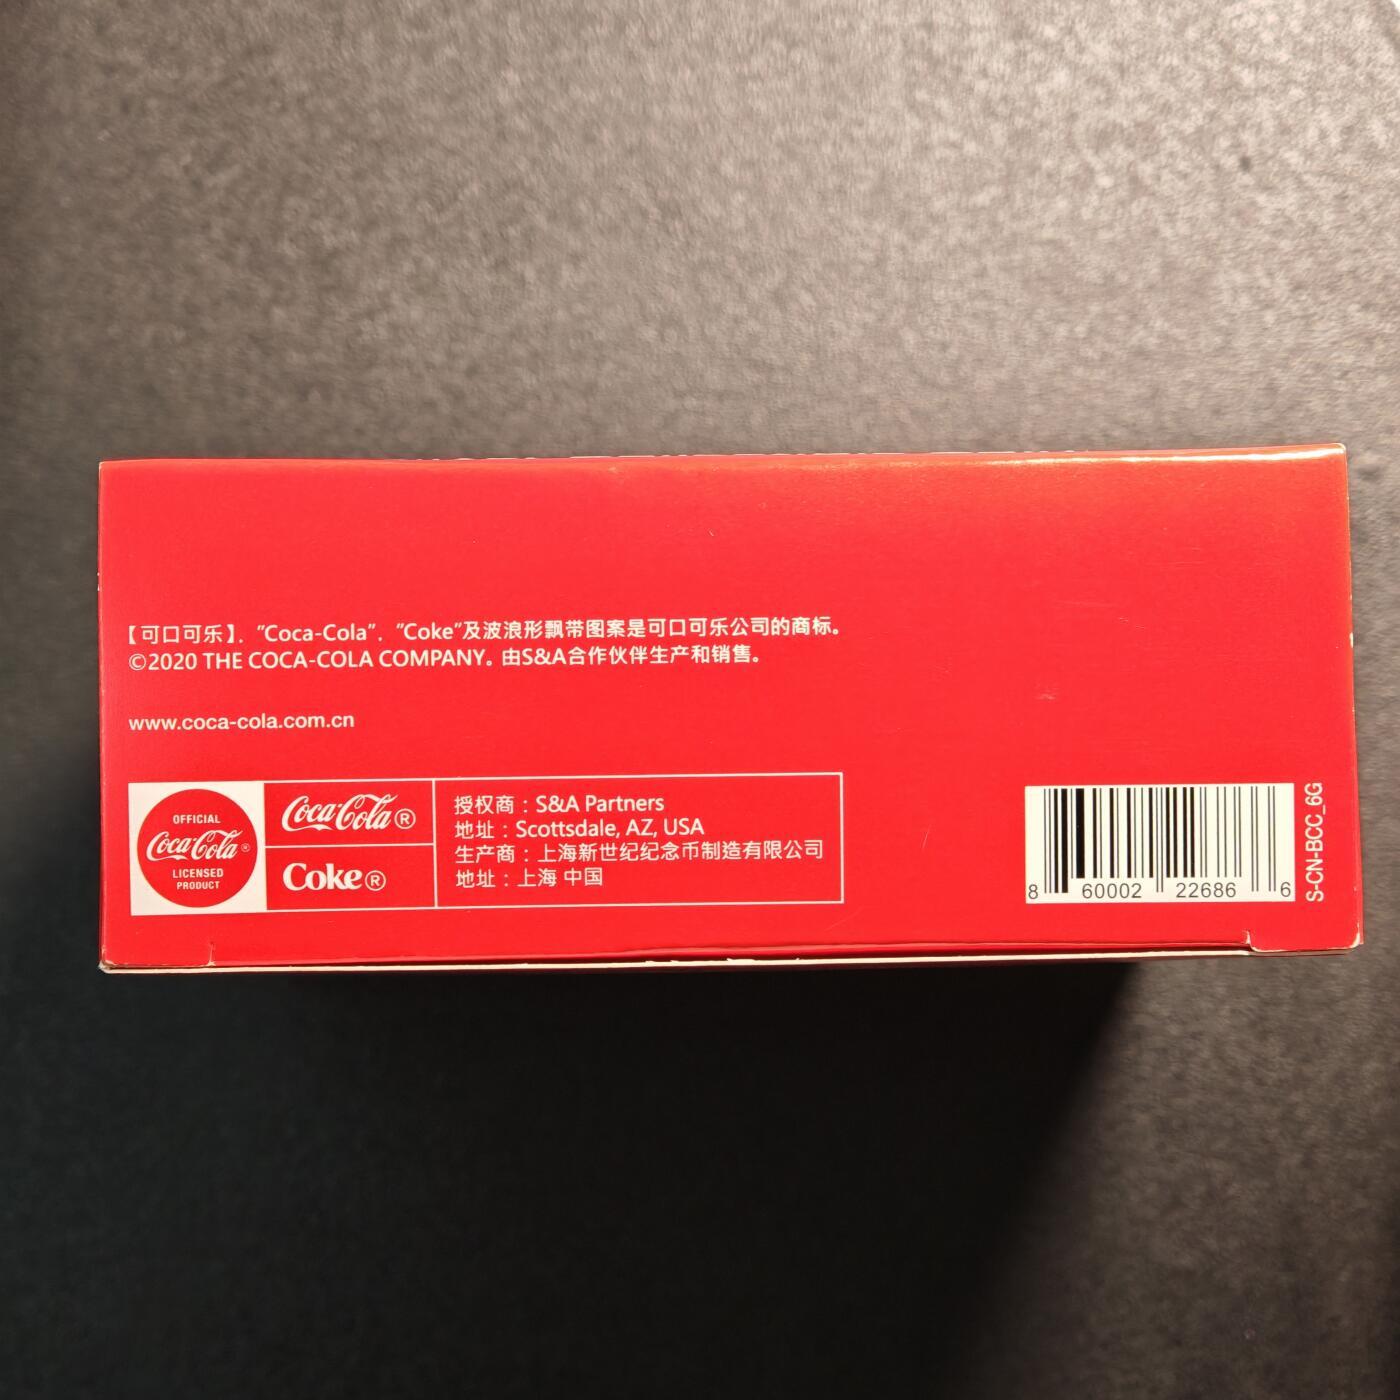 【可口可乐】．"Coca-Cola"．"Coke"及波浪形飘带图案是可口可乐公司的商标。
©2020 THE COCA-COLA COMPANY。由S&A合作伙伴生产和销售。
www.coca-cola.com.cn
OFFICIAL
Coca-Cola®
LICENSED
PRODUCT
Coca-Cola®
Coke®
授权商：S&A Partners
地址：Scottsdale, AZ, USA
生产商：上海新世纪纪念币制造有限公司
地址：上海 中国
8 60002 22686 6
S-CN-BCC_6G